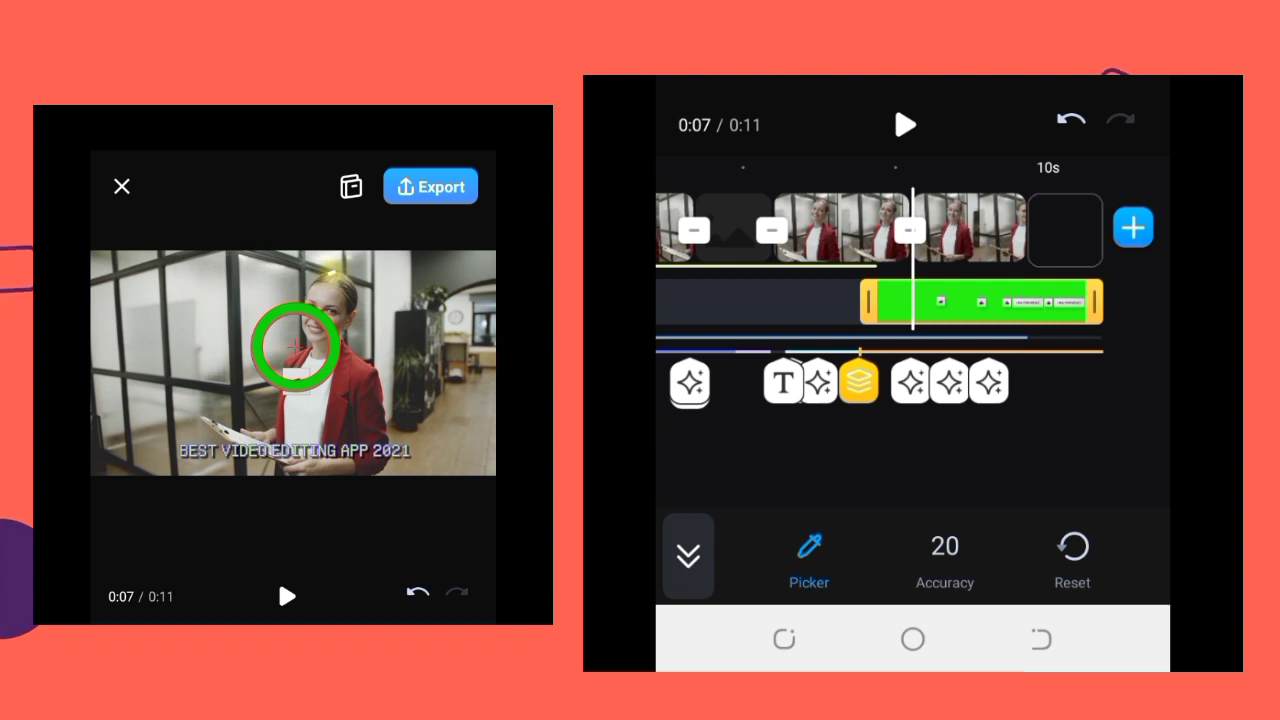 Export
BEST VIDEO EDITING APP 2021
0:07 / 0:11
0:07 / 0:11
10s
T
20
Picker
Accuracy
Reset